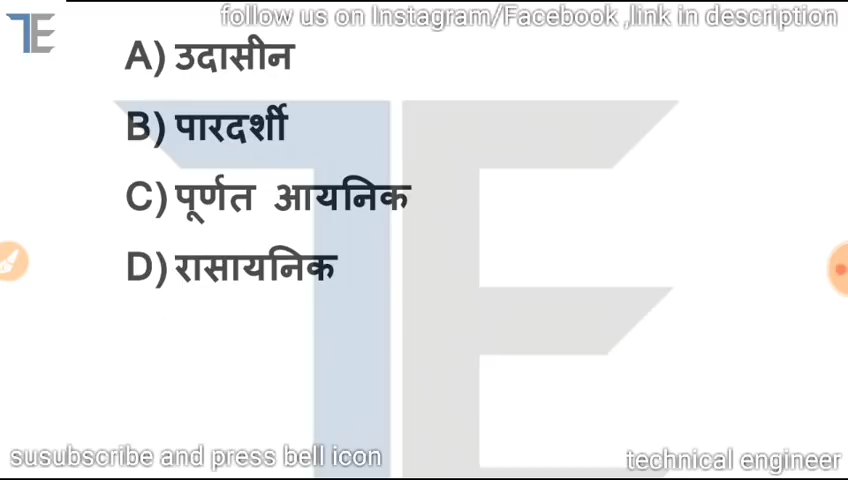 follow us on Instagram/Facebook ,link in description
TE
A) उदासीन
B) पारदर्शी
C) पूर्णत आयनिक
D) रासायनिक
susubscribe and press bell icon
technical engineer